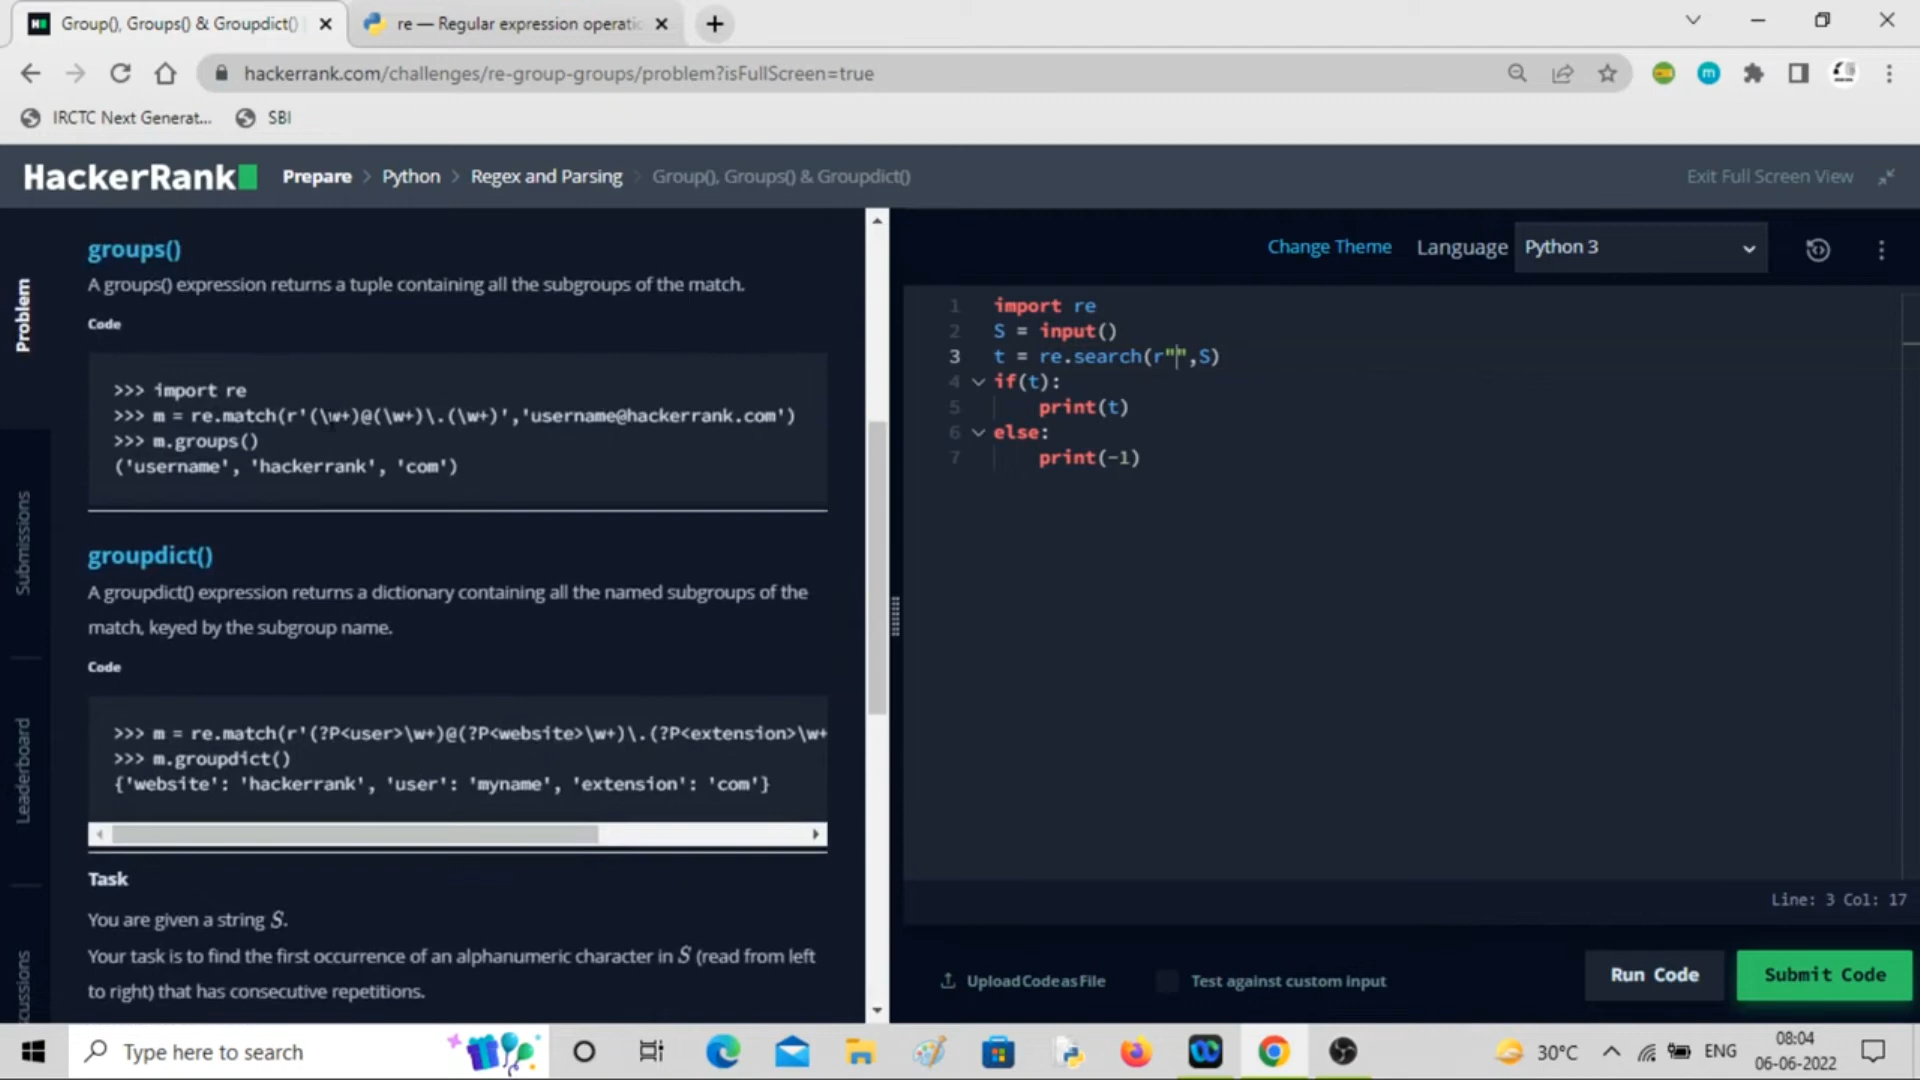 Group(), Groups() & Groupdict()
re — Regular expression operatio
hackerrank.com/challenges/re-group-groups/problem?isFullScreen=true
IRCTC Next Generat...
SBI
HackerRank
Prepare > Python > Regex and Parsing > Group(), Groups() & Groupdict()
Exit Full Screen View
Problem
Submissions
Leaderboard
cussions
groups()
A groups() expression returns a tuple containing all the subgroups of the match.
Code
>>> import re
>>> m = re.match(r'(\w+)@(\w+)\.(\w+)','username@hackerrank.com')
>>> m.groups()
('username', 'hackerrank', 'com')
groupdict()
A groupdict() expression returns a dictionary containing all the named subgroups of the
match, keyed by the subgroup name.
Code
>>> m = re.match(r'(?P<user>\w+)@(?P<website>\w+)\.(?P<extension>\w+
>>> m.groupdict()
{'website': 'hackerrank', 'user': 'myname', 'extension': 'com'}
Task
You are given a string S.
Your task is to find the first occurrence of an alphanumeric character in S (read from left
to right) that has consecutive repetitions.
Change Theme
Language
Python 3
1 import re
2 S = input()
3 t = re.search(r"",S)
4 if(t):
5 print(t)
6 else:
7 print(-1)
Line: 3 Col: 17
Upload Code as File
Test against custom input
Run Code
Submit Code
Type here to search
30°C
ENG
08:04
06-06-2022